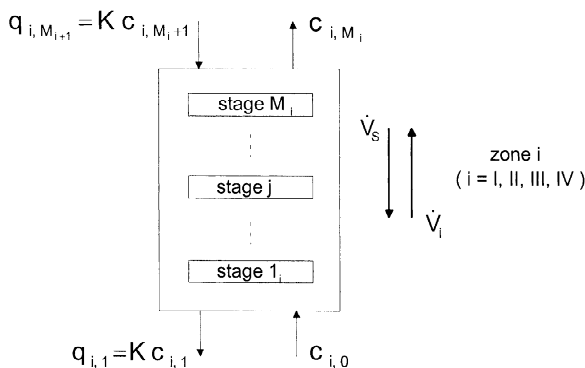 q i, M i+1 = K c i, M i +1
c i, M i
stage M i
V̇ S
stage j
zone i
( i = I, II, III, IV )
V̇ i
stage 1 i
q i, 1 = K c i, 1
c i, 0